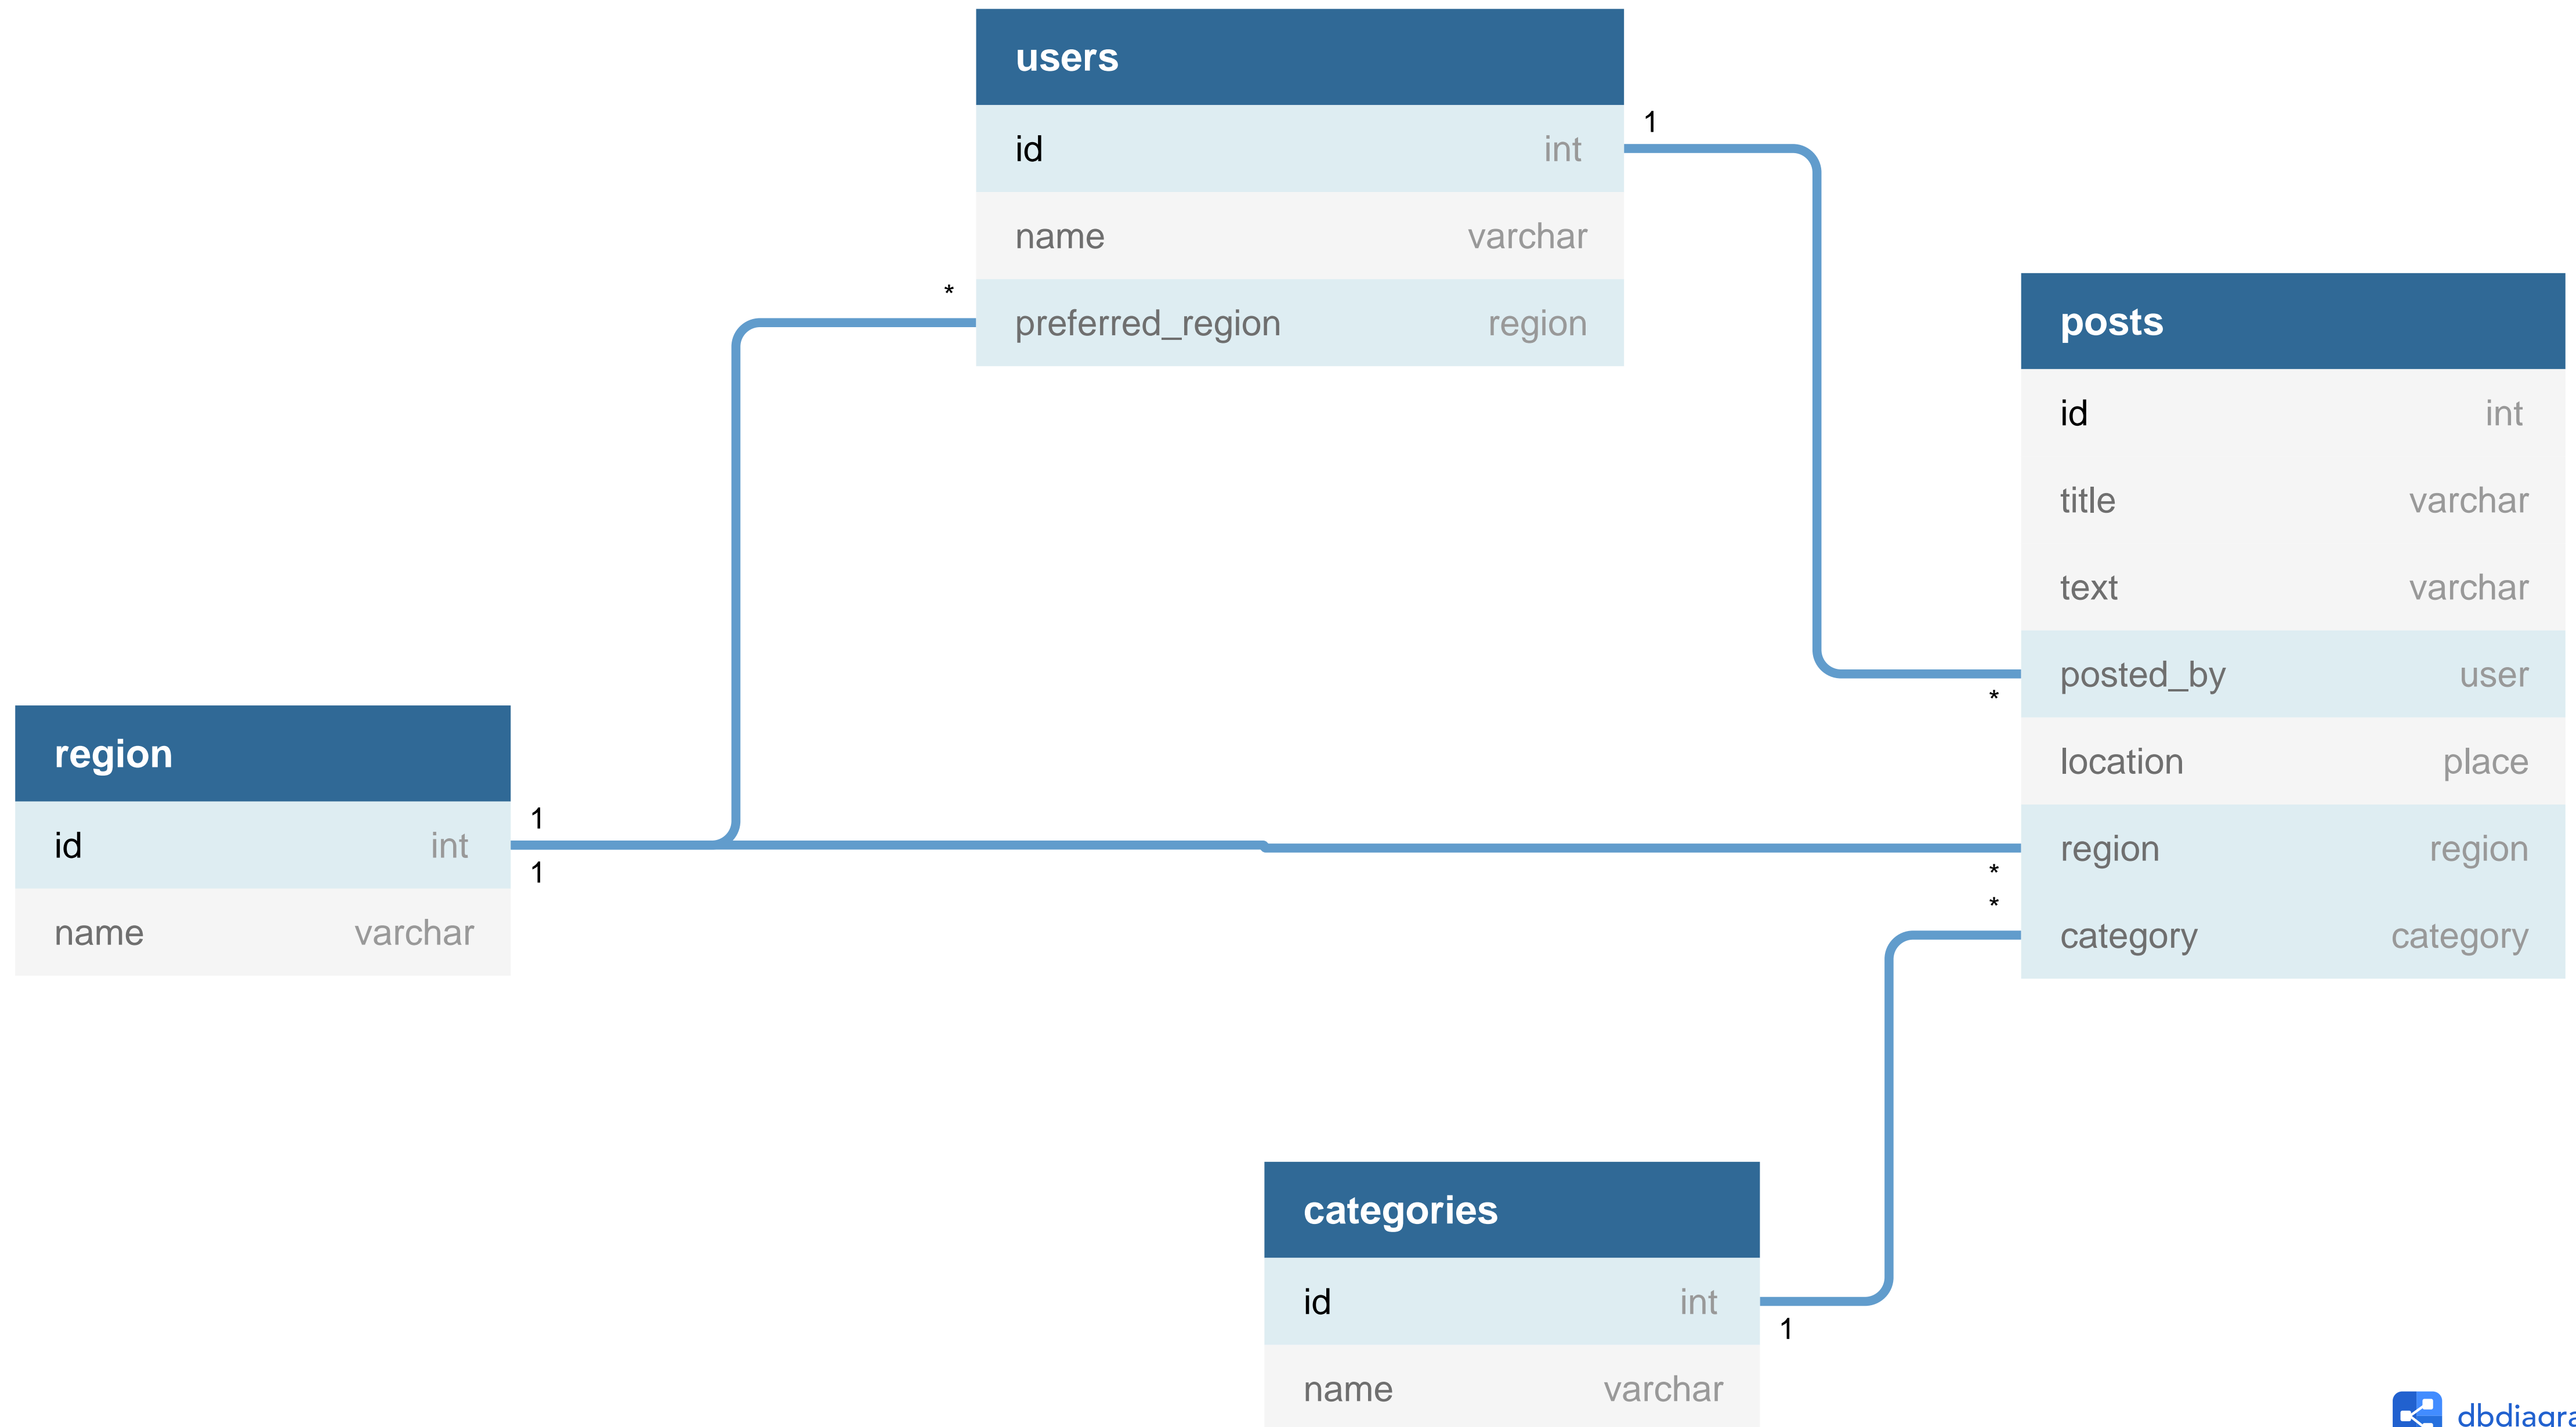 users
id int
name varchar
preferred_region region
1
*
posts
id int
title varchar
text varchar
posted_by user
location place
region region
category category
*
*
*
region
id int
name varchar
1
1
categories
id int
name varchar
1
dbdiagra